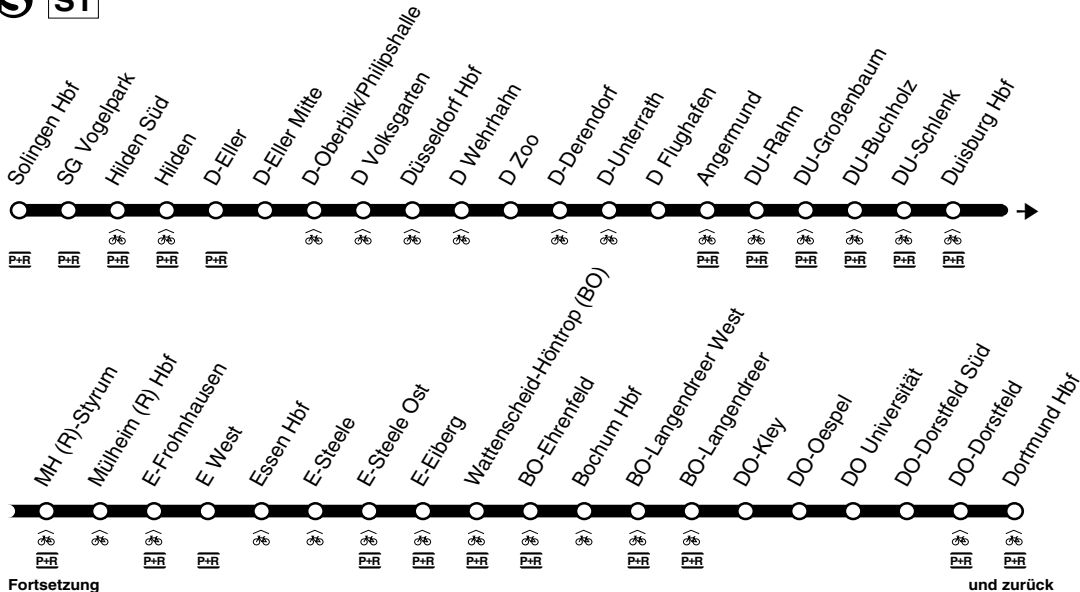 S S1
Solingen Hbf
SG Vogelpark
Hilden Süd
Hilden
D-Eller
D-Eller Mitte
D-Oberbilk/Philipshalle
D Volksgarten
Düsseldorf Hbf
D Wehrhahn
D Zoo
D-Derendorf
D-Unterrath
D Flughafen
Angermund
DU-Rahm
DU-Großenbaum
DU-Buchholz
DU-Schlenk
Duisburg Hbf
P+R P+R P+R P+R P+R P+R P+R P+R P+R P+R P+R
MH (R)-Styrum
Mülheim (R) Hbf
E-Frohnhausen
E West
Essen Hbf
E-Steele
E-Steele Ost
E-Eiberg
Wattenscheid-Höntrop (BO)
BO-Ehrenfeld
Bochum Hbf
BO-Langendreer West
BO-Langendreer
DO-Kley
DO-Oespel
DO Universität
DO-Dorstfeld Süd
DO-Dorstfeld
Dortmund Hbf
P+R P+R P+R P+R P+R P+R P+R P+R P+R P+R P+R
Fortsetzung und zurück